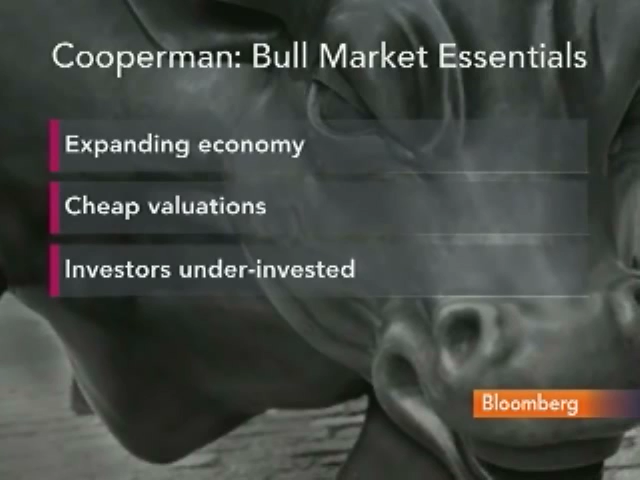 Cooperman: Bull Market Essentials
Expanding economy
Cheap valuations
Investors under-invested
Bloomberg